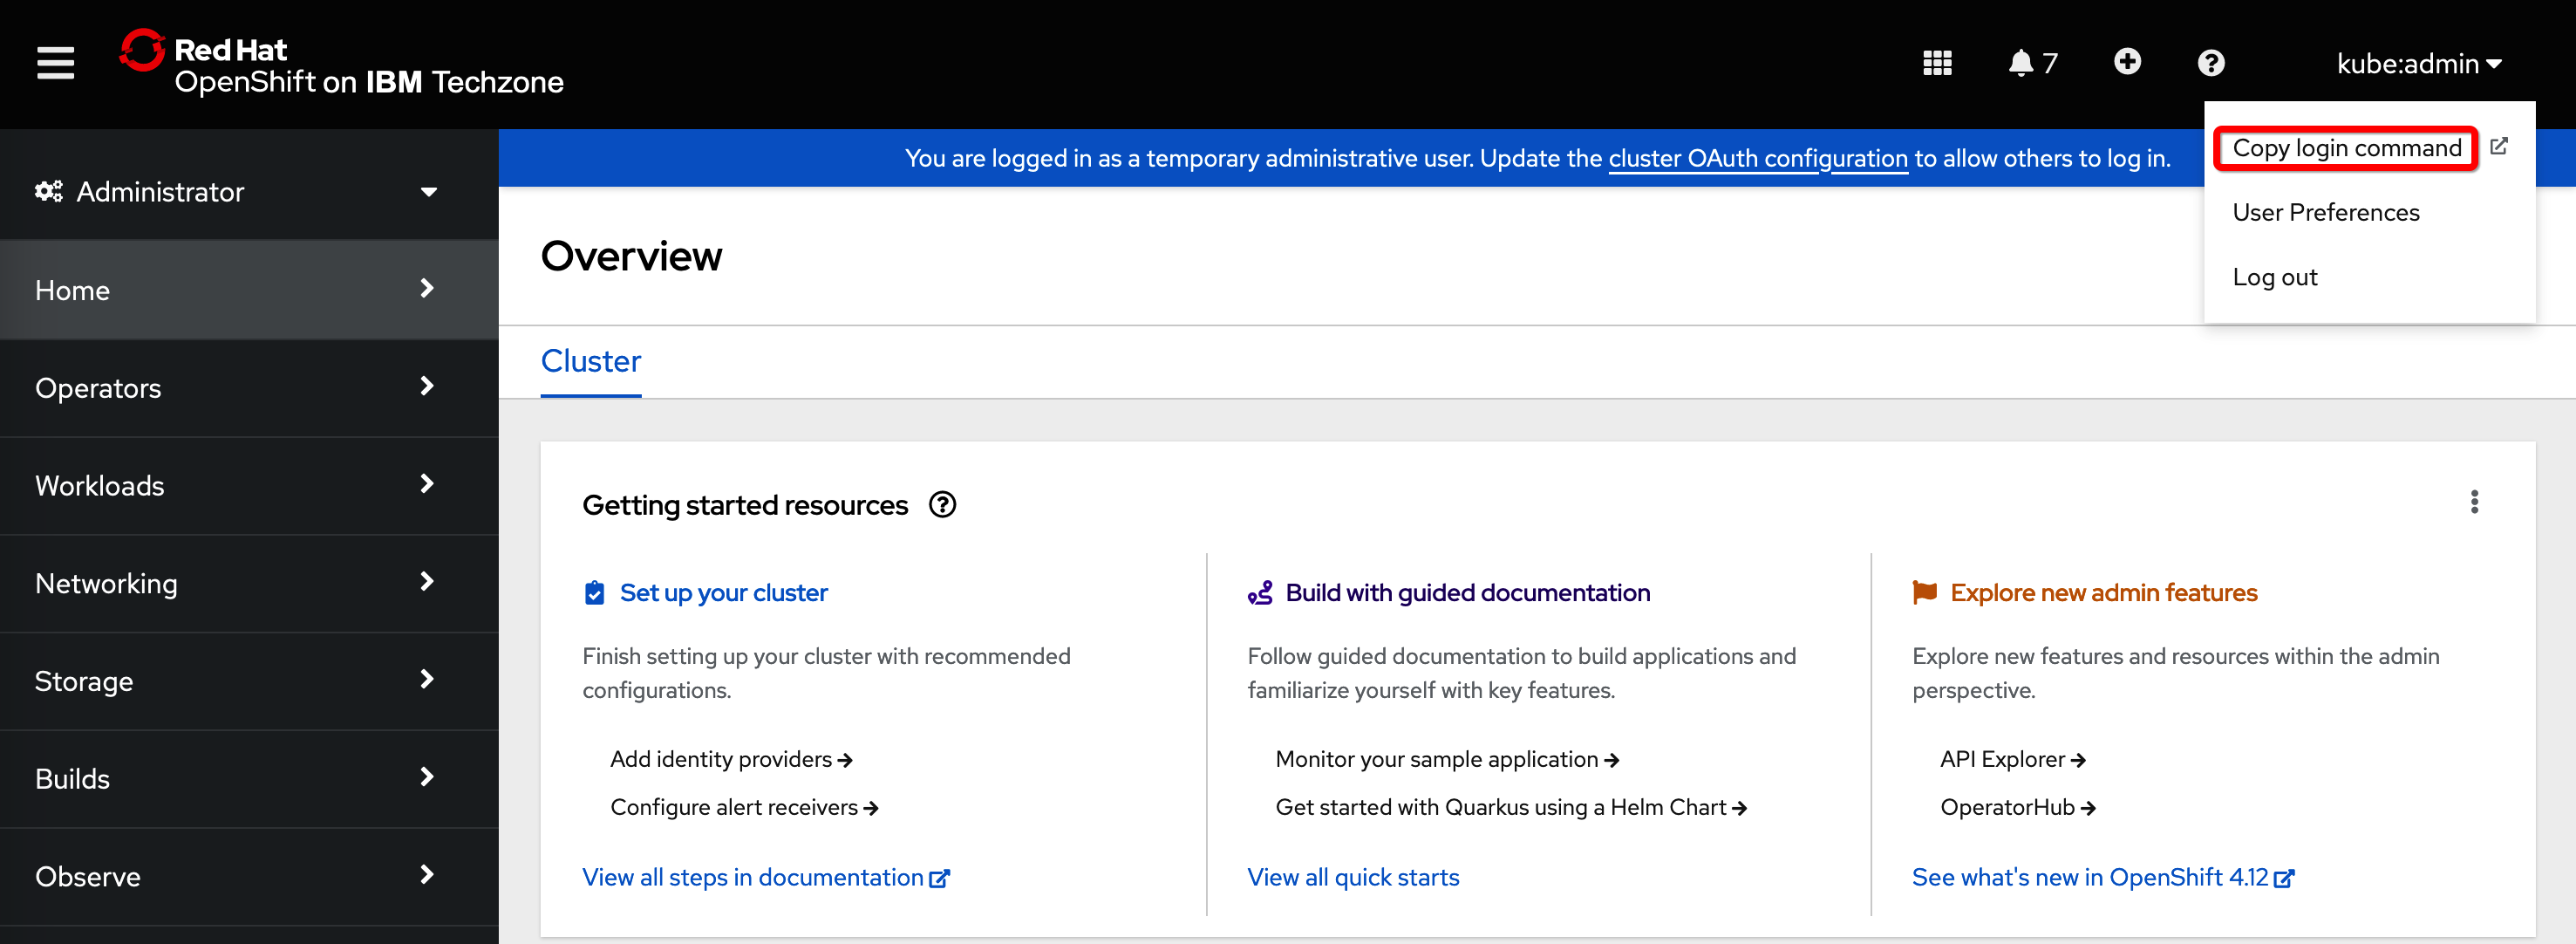 Red Hat
OpenShift on IBM Techzone
7
kube:admin
Copy login command
User Preferences
Log out
You are logged in as a temporary administrative user. Update the cluster OAuth configuration to allow others to log in.
Administrator
Home
Operators
Workloads
Networking
Storage
Builds
Observe
Overview
Cluster
Getting started resources
Set up your cluster
Finish setting up your cluster with recommended
configurations.
Add identity providers
Configure alert receivers
View all steps in documentation
Build with guided documentation
Follow guided documentation to build applications and
familiarize yourself with key features.
Monitor your sample application
Get started with Quarkus using a Helm Chart
View all quick starts
Explore new admin features
Explore new features and resources within the admin
perspective.
API Explorer
OperatorHub
See what's new in OpenShift 4.12